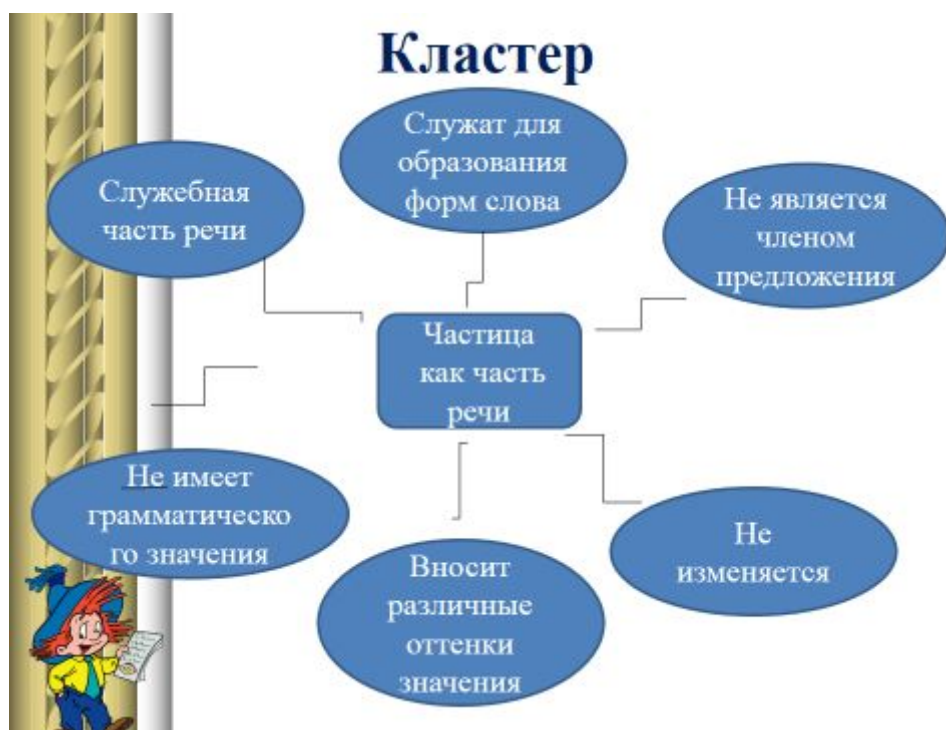 Кластер
Служат для
образования
форм слова
Служебная
часть речи
Не является
членом
предложения
Частица
как часть
речи
Не имеет
грамматическо
го значения
Вносит
различные
оттенки
значения
Не
изменяется